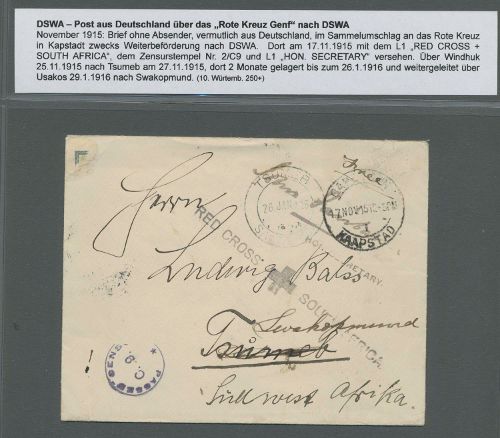 DSWA – Post aus Deutschland über das „Rote Kreuz Genf“ nach DSWA
November 1915: Brief ohne Absender, vermutlich aus Deutschland, im Sammelumschlag an das Rote Kreuz
in Kapstadt zwecks Weiterbeförderung nach DSWA. Dort am 17.11.1915 mit dem L1 „RED CROSS +
SOUTH AFRICA“, dem Zensurstempel Nr. 2/C9 und L1 „HON. SECRETARY“ versehen. Über Windhuk
25.11.1915 nach Tsumeb am 27.11.1915, dort 2 Monate gelagert bis zum 26.1.1916 und weitergeleitet über
Usakos 29.1.1916 nach Swakopmund. (10. Württemb. 250+)
TSUMEB
26 JAN
17 NOV 15
KAAPSTAD
Herrn
RED CROSS SOUTH AFRICA
HON. SECRETARY.
Ludwig Balss
Swakopmund
Tsumeb
Süd west Afrika.
PASSED
C.9.